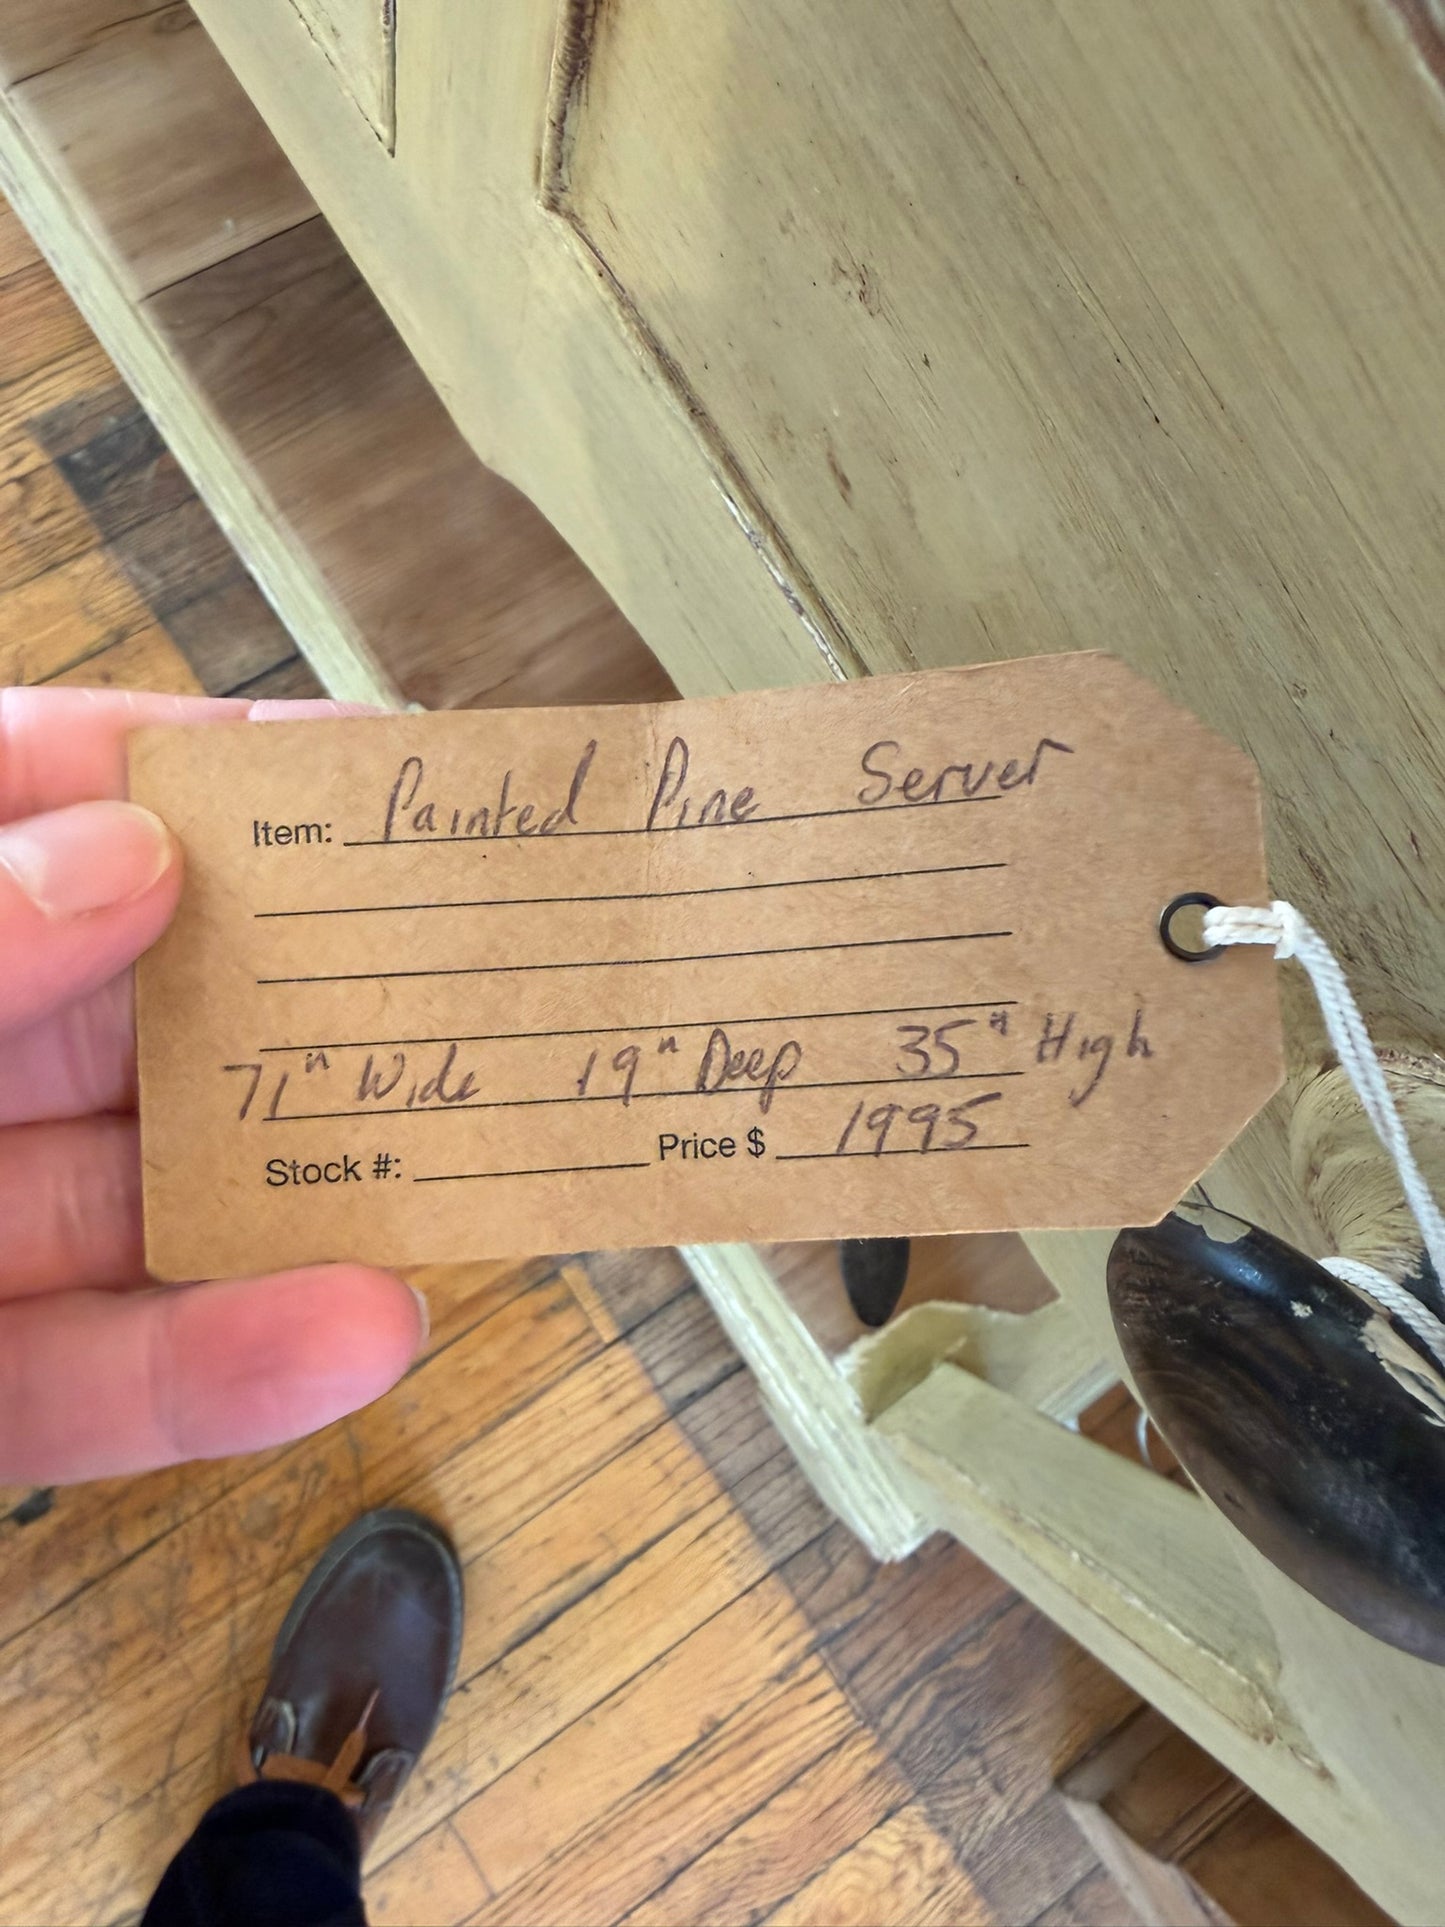 Item: Painted Pine Server
71" Wide 19" Deep 35" High
Stock #: Price $ 1995